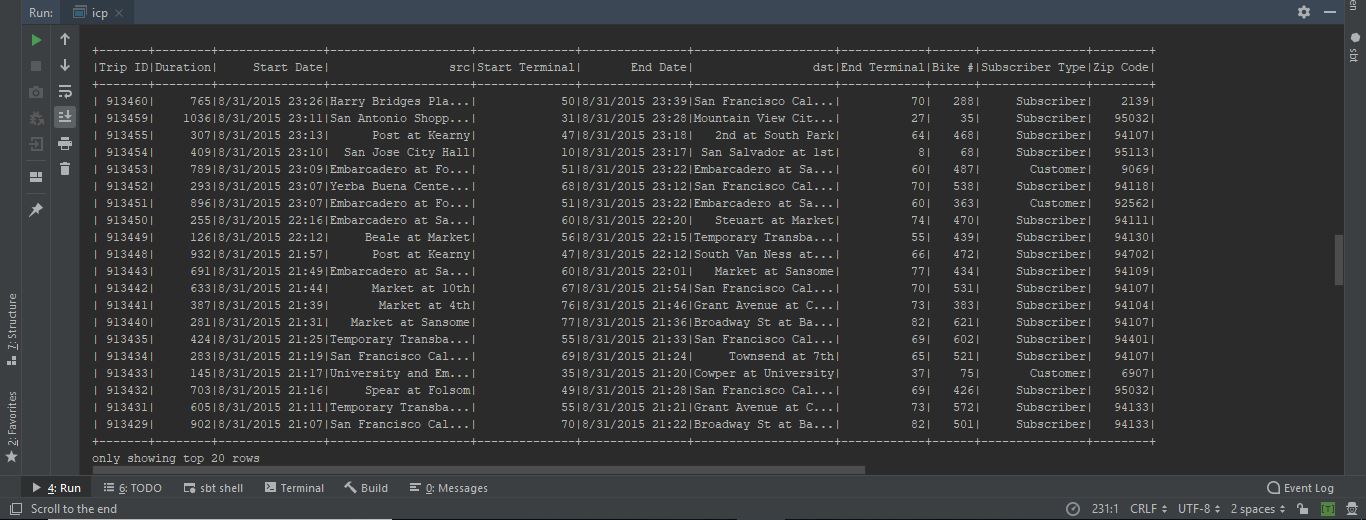 Run: icp
+-------+--------+---------------+--------------------+--------------+---------------+--------------------+------------+------+---------------+--------+
|Trip ID|Duration|     Start Date|                 src|Start Terminal|       End Date|                 dst|End Terminal|Bike #|Subscriber Type|Zip Code|
+-------+--------+---------------+--------------------+--------------+---------------+--------------------+------------+------+---------------+--------+
| 913460|     765|8/31/2015 23:26|Harry Bridges Pla...|            50|8/31/2015 23:39|San Francisco Cal...|          70|   288|     Subscriber|    2139|
| 913459|    1036|8/31/2015 23:11|San Antonio Shopp...|            31|8/31/2015 23:28|Mountain View Cit...|          27|    35|     Subscriber|   95032|
| 913455|     307|8/31/2015 23:13|      Post at Kearny|            47|8/31/2015 23:18|   2nd at South Park|          64|   468|     Subscriber|   94107|
| 913454|     409|8/31/2015 23:10|  San Jose City Hall|            10|8/31/2015 23:17| San Salvador at 1st|           8|    68|     Subscriber|   95113|
| 913453|     789|8/31/2015 23:09|Embarcadero at Fo...|            51|8/31/2015 23:22|Embarcadero at Sa...|          60|   487|       Customer|    9069|
| 913452|     293|8/31/2015 23:07|Yerba Buena Cente...|            68|8/31/2015 23:12|San Francisco Cal...|          70|   538|     Subscriber|   94118|
| 913451|     896|8/31/2015 23:07|Embarcadero at Fo...|            51|8/31/2015 23:22|Embarcadero at Sa...|          60|   363|       Customer|   92562|
| 913450|     255|8/31/2015 22:16|Embarcadero at Sa...|            60|8/31/2015 22:20|   Steuart at Market|          74|   470|     Subscriber|   94111|
| 913449|     126|8/31/2015 22:12|     Beale at Market|            56|8/31/2015 22:15|Temporary Transba...|          55|   439|     Subscriber|   94130|
| 913448|     932|8/31/2015 21:57|      Post at Kearny|            47|8/31/2015 22:12|South Van Ness at...|          66|   472|     Subscriber|   94702|
| 913443|     691|8/31/2015 21:49|Embarcadero at Sa...|            60|8/31/2015 22:01|   Market at Sansome|          77|   434|     Subscriber|   94109|
| 913442|     633|8/31/2015 21:44|      Market at 10th|            67|8/31/2015 21:54|San Francisco Cal...|          70|   531|     Subscriber|   94107|
| 913441|     387|8/31/2015 21:39|       Market at 4th|            76|8/31/2015 21:46|Grant Avenue at C...|          73|   383|     Subscriber|   94104|
| 913440|     281|8/31/2015 21:31|   Market at Sansome|            77|8/31/2015 21:36|Broadway St at Ba...|          82|   621|     Subscriber|   94107|
| 913435|     424|8/31/2015 21:25|Temporary Transba...|            55|8/31/2015 21:33|San Francisco Cal...|          69|   602|     Subscriber|   94401|
| 913434|     283|8/31/2015 21:19|San Francisco Cal...|            69|8/31/2015 21:24|     Townsend at 7th|          65|   521|     Subscriber|   94107|
| 913433|     145|8/31/2015 21:17|University and Em...|            35|8/31/2015 21:20|Cowper at University|          37|    75|       Customer|    6907|
| 913432|     703|8/31/2015 21:16|     Spear at Folsom|            49|8/31/2015 21:28|San Francisco Cal...|          69|   426|     Subscriber|   95032|
| 913431|     605|8/31/2015 21:11|Temporary Transba...|            55|8/31/2015 21:21|Grant Avenue at C...|          73|   572|     Subscriber|   94133|
| 913429|     902|8/31/2015 21:07|San Francisco Cal...|            70|8/31/2015 21:22|Broadway St at Ba...|          82|   501|     Subscriber|   94133|
+-------+--------+---------------+--------------------+--------------+---------------+--------------------+------------+------+---------------+--------+
only showing top 20 rows
7: Structure
2: Favorites
en
sbt
4: Run 6: TODO sbt shell Terminal Build 0: Messages Event Log
Scroll to the end 231:1 CRLF UTF-8 2 spaces [T]